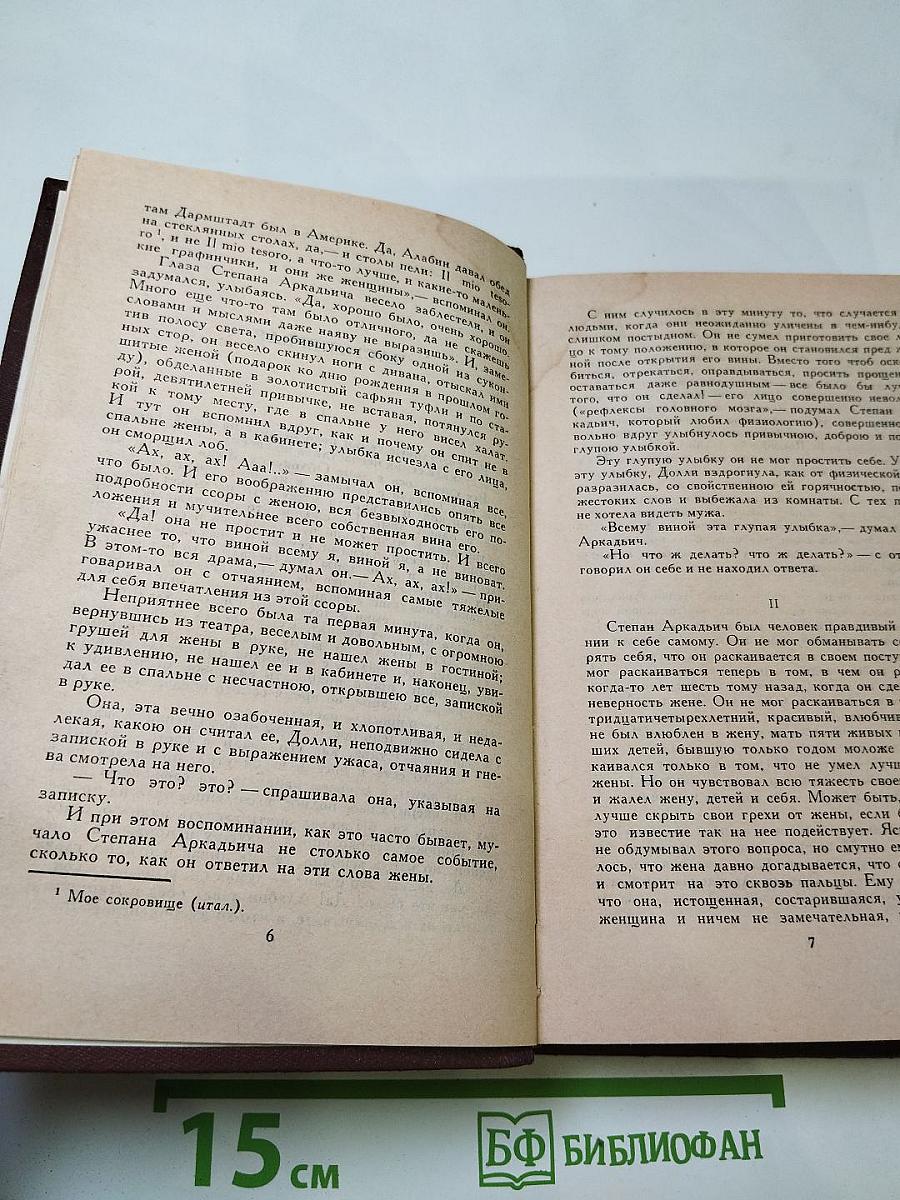 там Дармштадт был в Америке. Да, Алабин давал обед
на стеклянных столах, да,— и столы пели: Il mio teso-
ro¹, и не Il mio tesoro, а что-то лучше, и какие-то малень-
кие графинчики, и они же женщины»,— вспоминал он.
Глаза Степана Аркадьича весело заблестели, и он
задумался, улыбаясь. «Да, хорошо было, очень хорошо.
Много еще что-то там было отличного, да не скажешь
словами и мыслями даже наяву не выразишь». И, заме-
тив полосу света, пробившуюся сбоку одной из сукон-
ных стор, он весело скинул ноги с дивана, отыскал ими
шитые женой (подарок ко дню рождения в прошлом го-
ду), обделанные в золотистый сафьян туфли и по ста-
рой, девятилетней привычке, не вставая, потянулся ру-
кой к тому месту, где в спальне у него висел халат.
И тут он вспомнил вдруг, как и почему он спит не в
спальне жены, а в кабинете; улыбка исчезла с его лица,
он сморщил лоб.
«Ах, ах, ах! Ааа!..» — замычал он, вспоминая все,
что было. И его воображению представились опять все
подробности ссоры с женою, вся безвыходность его по-
ложения и мучительнее всего собственная вина его.
«Да! она не простит и не может простить. И всего
ужаснее то, что виной всему я, виной я, а не виноват.
В этом-то вся драма,— думал он.— Ах, ах, ах!» — при-
говаривал он с отчаянием, вспоминая самые тяжелые
для себя впечатления из этой ссоры.
Неприятнее всего была та первая минута, когда он,
вернувшись из театра, веселым и довольным, с огромною
грушей для жены в руке, не нашел жены в гостиной;
к удивлению, не нашел ее и в кабинете и, наконец, уви-
дал ее в спальне с несчастною, открывшею все, запиской
в руке.
Она, эта вечно озабоченная, и хлопотливая, и неда-
лекая, какою он считал ее, Долли, неподвижно сидела с
запиской в руке и с выражением ужаса, отчаяния и гне-
ва смотрела на него.
— Что это? это? — спрашивала она, указывая на
записку.
И при этом воспоминании, как это часто бывает, му-
чало Степана Аркадьича не столько самое событие,
сколько то, как он ответил на эти слова жены.
¹ Мое сокровище (итал.).
6
С ним случилось в эту минуту то, что случается
людьми, когда они неожиданно уличены в чем-нибу
слишком постыдном. Он не сумел приготовить свое л
цо к тому положению, в которое он становился пред ж
ной после открытия его вины. Вместо того чтоб оск
биться, отрекаться, оправдываться, просить прощен
оставаться даже равнодушным — все было бы лу
того, что он сделал! — его лицо совершенно невол
(«рефлексы головного мозга»,— подумал Степан
кадьич, который любил физиологию), совершенн
вольно вдруг улыбнулось привычною, доброю и по
глупою улыбкой.
Эту глупую улыбку он не мог простить себе. У
эту улыбку, Долли вздрогнула, как от физической
разразилась, со свойственною ей горячностью, по
жестоких слов и выбежала из комнаты. С тех п
не хотела видеть мужа.
«Всему виной эта глупая улыбка»,— думал
Аркадьич.
«Но что ж делать? что ж делать?» — с от
говорил он себе и не находил ответа.
II
Степан Аркадьич был человек правдивый
нии к себе самому. Он не мог обманывать се
рять себя, что он раскаивается в своем посту
мог раскаиваться теперь в том, в чем он р
когда-то лет шесть тому назад, когда он сде
неверность жене. Он не мог раскаиваться в
тридцатичетырехлетний, красивый, влюбчив
не был влюблен в жену, мать пяти живых
ших детей, бывшую только годом моложе
каивался только в том, что не умел лучш
жены. Но он чувствовал всю тяжесть свое
и жалел жену, детей и себя. Может быть,
лучше скрыть свои грехи от жены, если б
это известие так на нее подействует. Яс
не обдумывал этого вопроса, но смутно ем
лось, что жена давно догадывается, что
и смотрит на это сквозь пальцы. Ему
что она, истощенная, состарившаяся, у
женщина и ничем не замечательная,
7
15 см
БФ БИБЛИОФАН